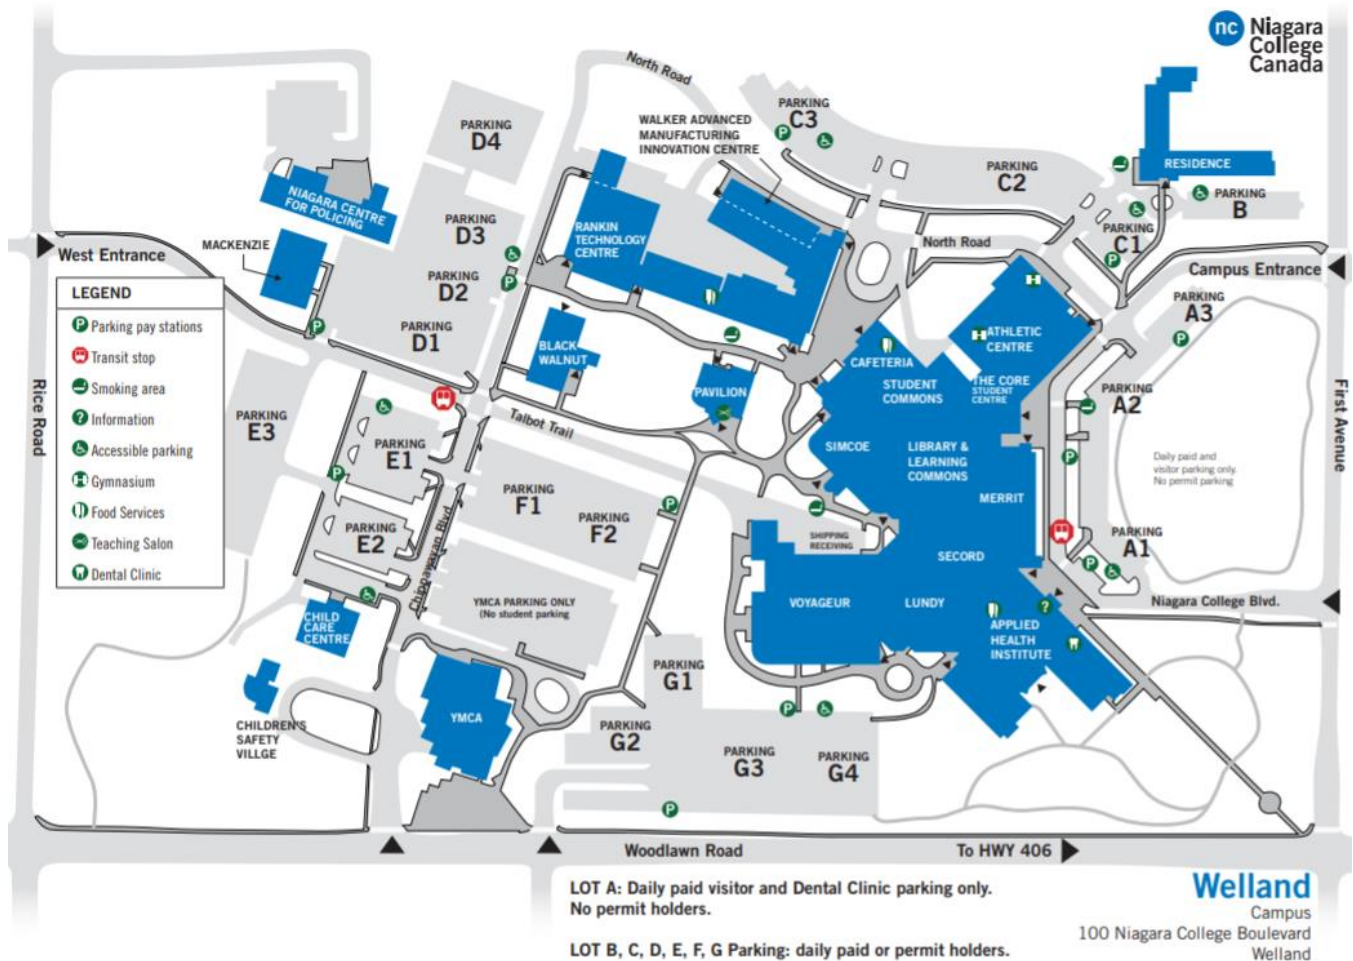 nc Niagara
College
Canada
North Road
PARKING
C3
WALKER ADVANCED
MANUFACTURING
INNOVATION CENTRE
PARKING
D4
PARKING
C2
RESIDENCE
PARKING
B
NIAGARA CENTRE
FOR POLICING
PARKING
D3
RANKIN
TECHNOLOGY
CENTRE
PARKING
C1
North Road
MACKENZIE
West Entrance
Campus Entrance
PARKING
D2
PARKING
A3
LEGEND
P Parking pay stations
Transit stop
Smoking area
? Information
Accessible parking
Gymnasium
Food Services
Teaching Salon
Dental Clinic
PARKING
D1
BLACK
WALNUT
ATHLETIC
CENTRE
CAFETERIA
STUDENT
COMMONS
THE CORE
STUDENT
CENTRE
PAVILION
PARKING
A2
Rice Road
First Avenue
PARKING
E3
Talbot Trail
PARKING
E1
SIMCOE
LIBRARY &
LEARNING
COMMONS
Daily paid and
visitor parking only.
No permit parking
MERRIT
PARKING
F1
PARKING
F2
PARKING
E2
Chippawayan Blvd
SHIPPING
RECEIVING
PARKING
A1
SECOND
YMCA PARKING ONLY
(No student parking
VOYAGEUR
LUNDY
Niagara College Blvd.
CHILD
CARE
CENTRE
APPLIED
HEALTH
INSTITUTE
PARKING
G1
YMCA
CHILDREN'S
SAFETY
VILLGE
PARKING
G2
PARKING
G3
PARKING
G4
Woodlawn Road
To HWY 406
LOT A: Daily paid visitor and Dental Clinic parking only.
No permit holders.
LOT B, C, D, E, F, G Parking: daily paid or permit holders.
Welland
Campus
100 Niagara College Boulevard
Welland